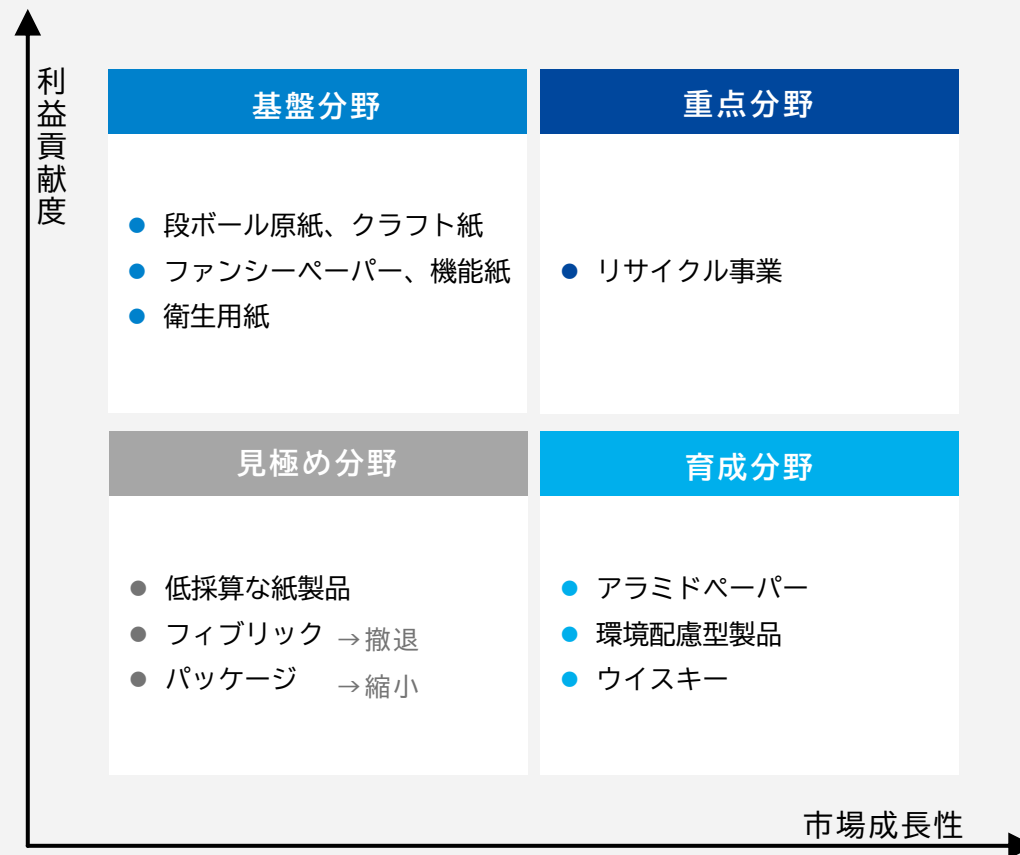 利益貢献度
基盤分野
段ボール原紙、クラフト紙
ファンシーペーパー、機能紙
衛生用紙
重点分野
リサイクル事業
見極め分野
低採算な紙製品
フィブリック →撤退
パッケージ →縮小
育成分野
アラミドペーパー
環境配慮型製品
ウイスキー
市場成長性